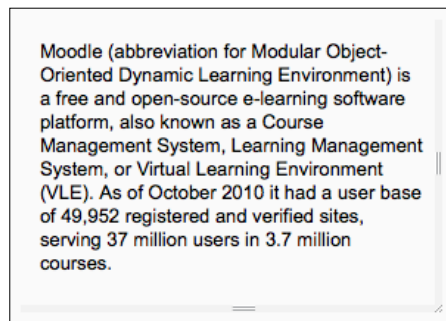 Moodle (abbreviation for Modular Object-
Oriented Dynamic Learning Environment) is
a free and open-source e-learning software
platform, also known as a Course
Management System, Learning Management
System, or Virtual Learning Environment
(VLE). As of October 2010 it had a user base
of 49,952 registered and verified sites,
serving 37 million users in 3.7 million
courses.